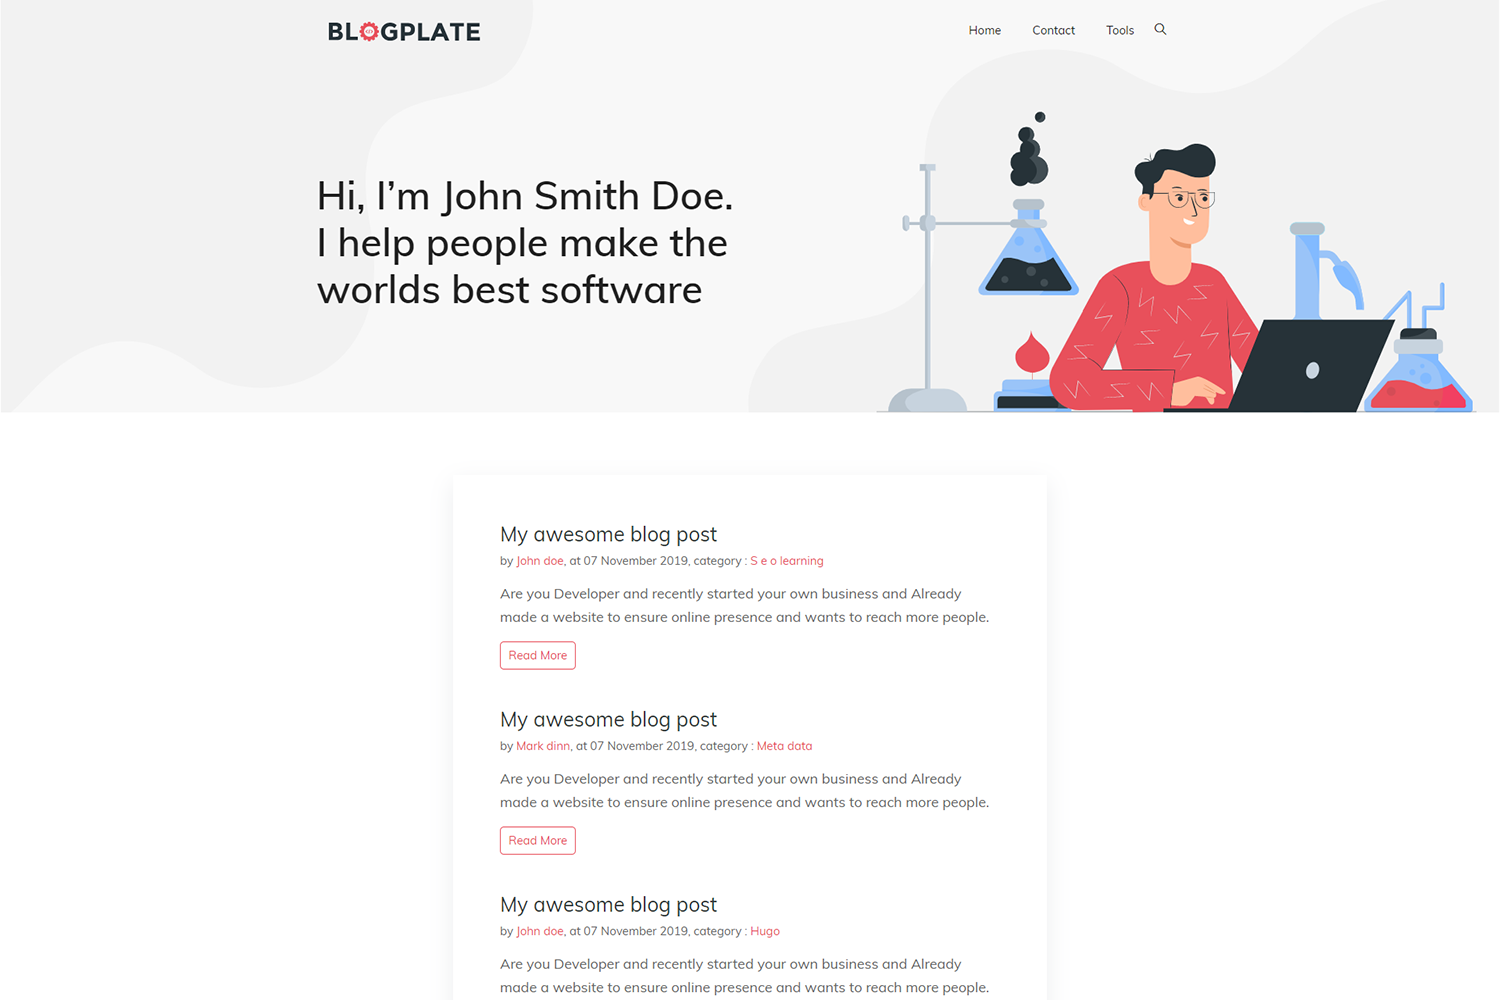 BLOGPLATE
Home Contact Tools
Hi, I’m John Smith Doe.
I help people make the
worlds best software
My awesome blog post
by John doe, at 07 November 2019, category : S e o learning
Are you Developer and recently started your own business and Already
made a website to ensure online presence and wants to reach more people.
Read More
My awesome blog post
by Mark dinn, at 07 November 2019, category : Meta data
Are you Developer and recently started your own business and Already
made a website to ensure online presence and wants to reach more people.
Read More
My awesome blog post
by John doe, at 07 November 2019, category : Hugo
Are you Developer and recently started your own business and Already
made a website to ensure online presence and wants to reach more people.